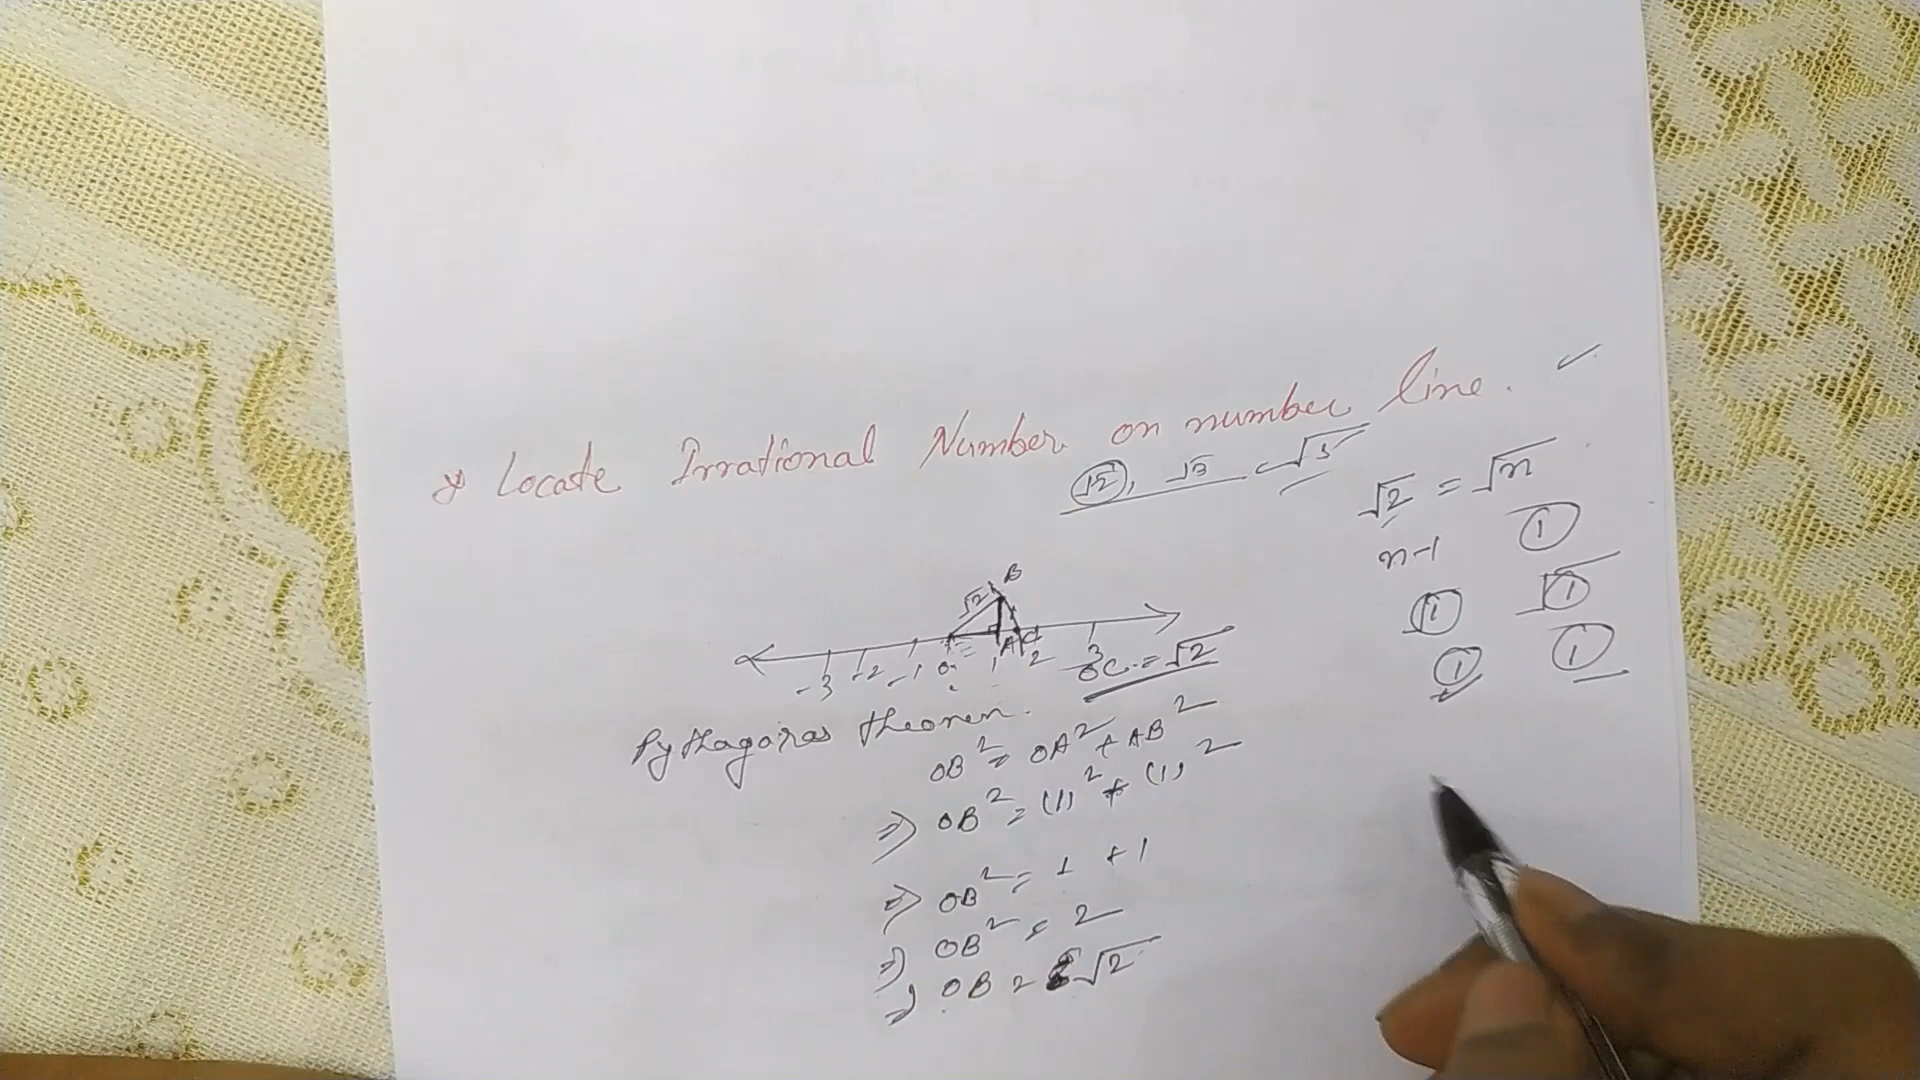 * Locate Irrational Number on number line.
√2, √3 √5
√2 = √n
n-1 1
1 √1
1 1
B
√2
A C
-3 -2 -1 0 1 2 3
OC = √2
Pythagoras theorem.
OB² = OA² + AB²
⇒ OB² = (1)² + (1)²
⇒ OB² = 1 + 1
⇒ OB² = 2
⇒ OB = √2